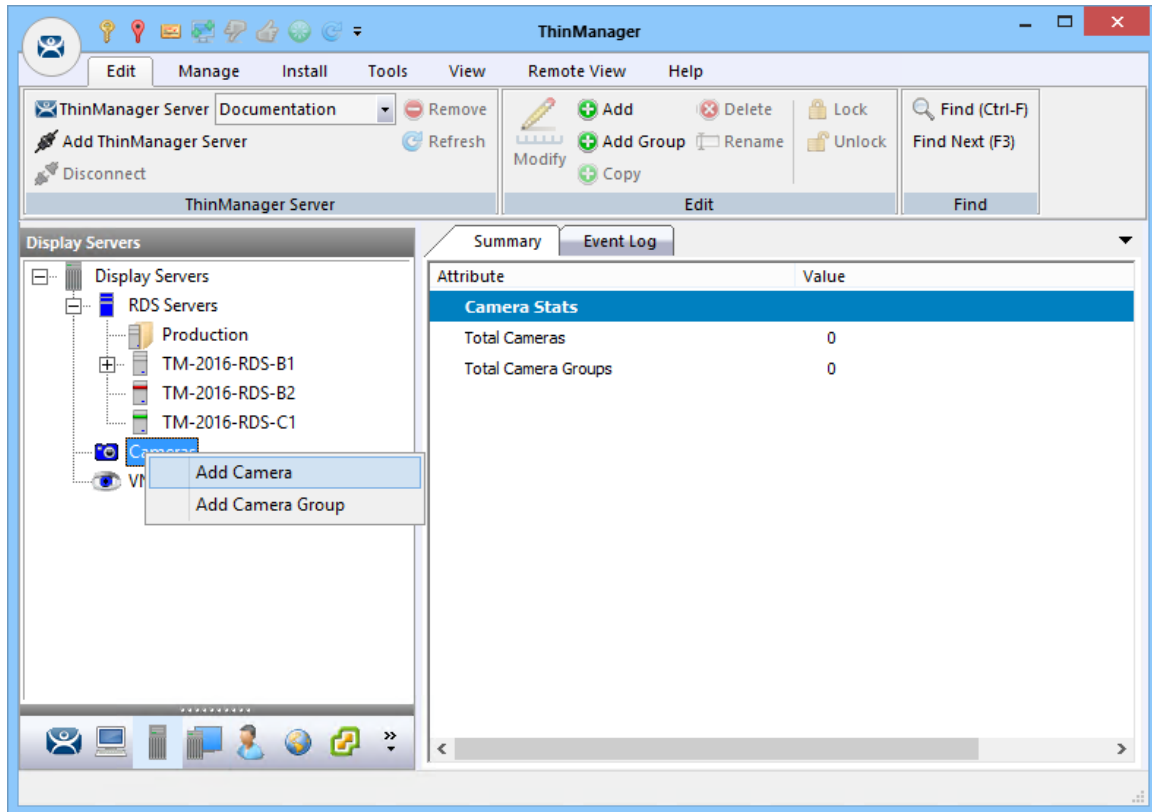 ThinManager
Edit Manage Install Tools View Remote View Help
ThinManager Server Documentation Remove
Add ThinManager Server Refresh
Disconnect
ThinManager Server
Modify
Add Delete Lock
Add Group Rename Unlock
Copy
Edit
Find (Ctrl-F)
Find Next (F3)
Find
Display Servers
Display Servers
RDS Servers
Production
TM-2016-RDS-B1
TM-2016-RDS-B2
TM-2016-RDS-C1
Cameras
Add Camera
Add Camera Group
Summary Event Log
Attribute Value
Camera Stats
Total Cameras 0
Total Camera Groups 0